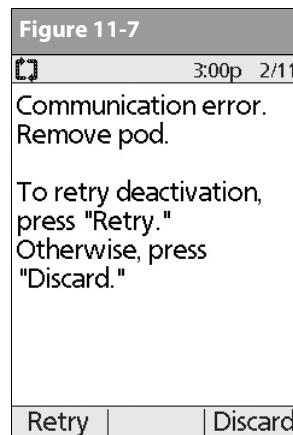 Figure 11-7
3:00p 2/11
Communication error.
Remove pod.
To retry deactivation,
press "Retry."
Otherwise, press
"Discard."
Retry Discard